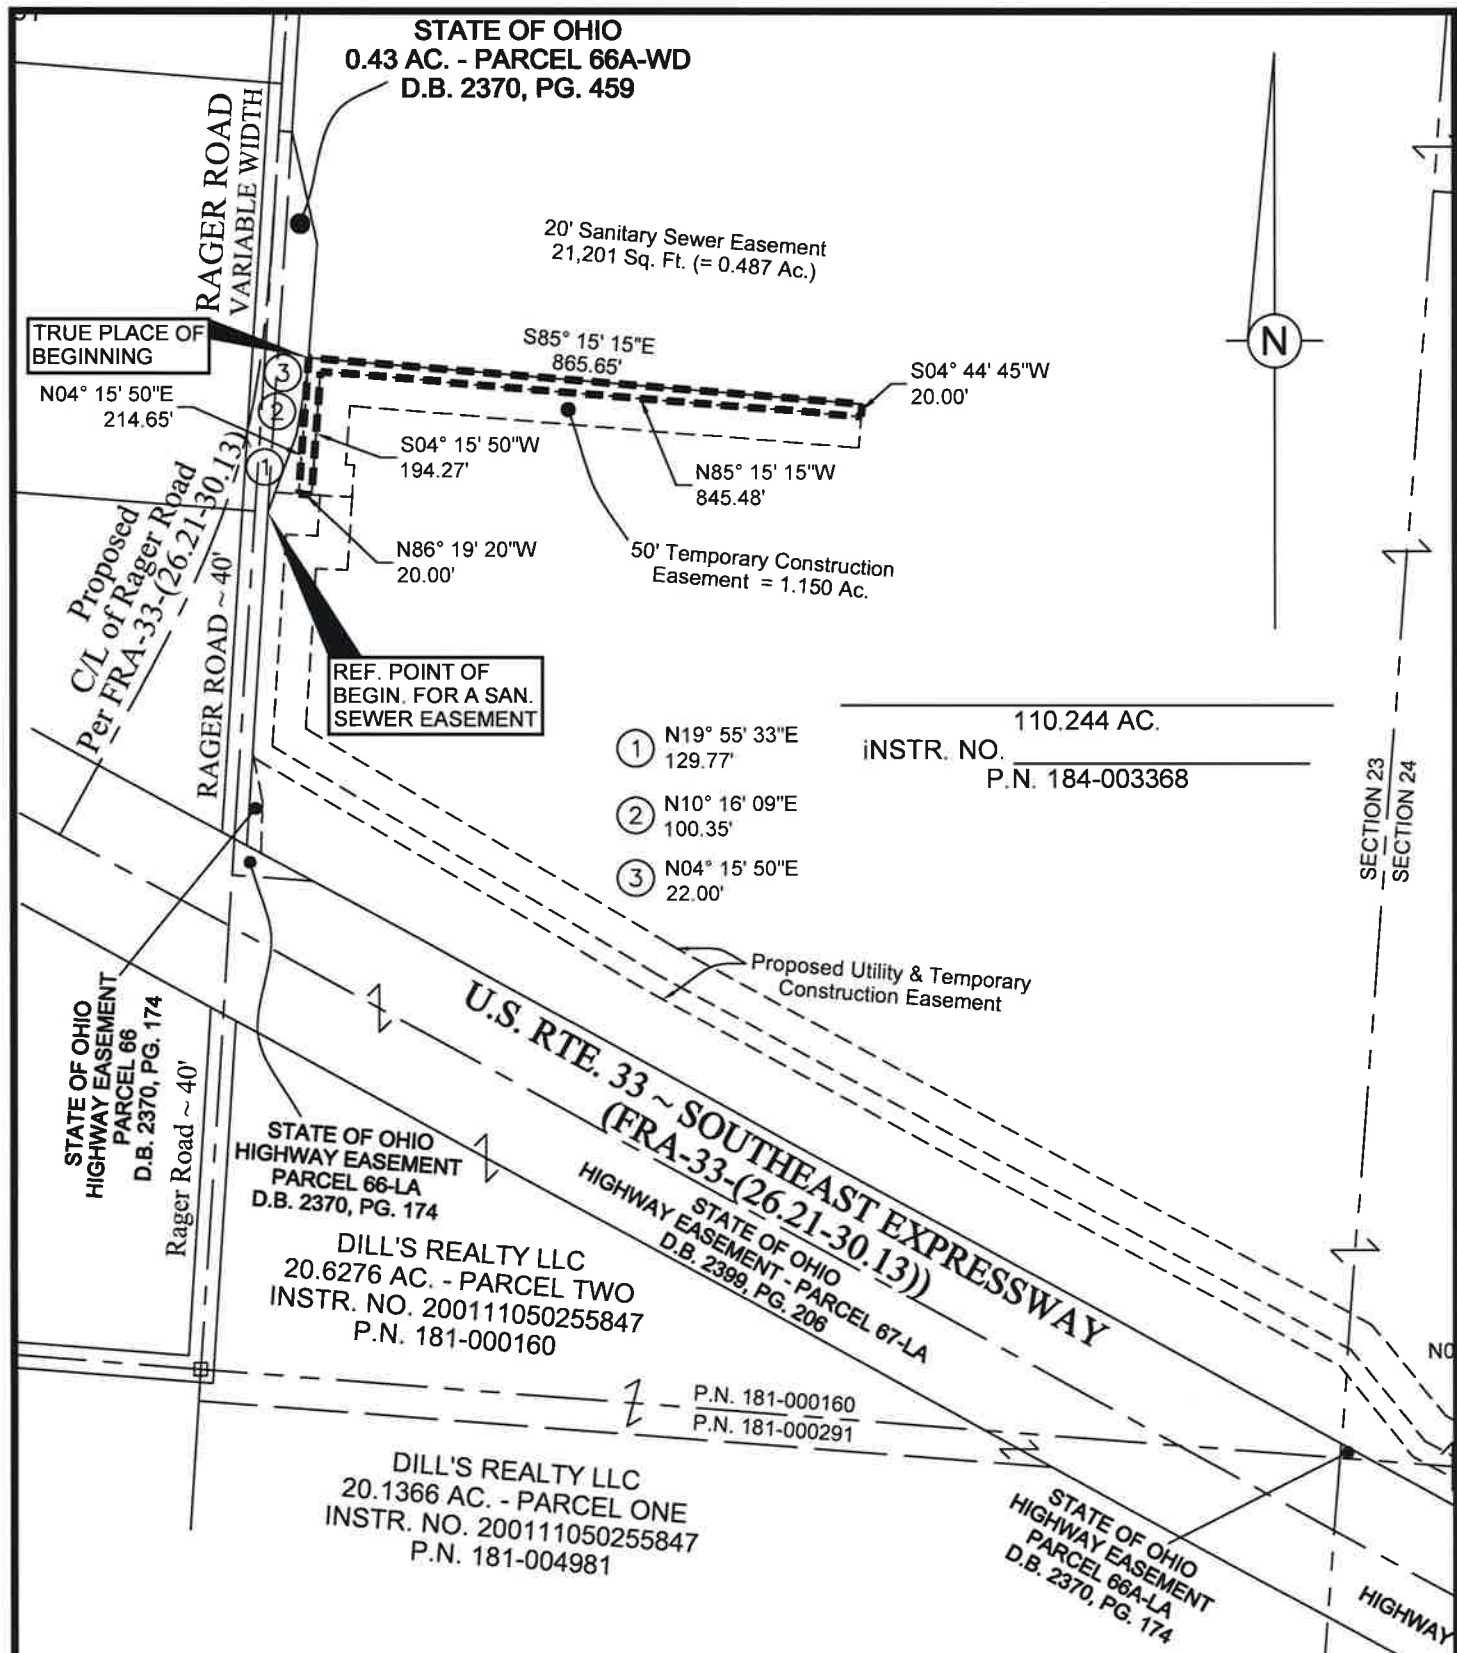 STATE OF OHIO
0.43 AC. - PARCEL 66A-WD
D.B. 2370, PG. 459
RAGER ROAD
VARIABLE WIDTH
20' Sanitary Sewer Easement
21,201 Sq. Ft. (= 0.487 Ac.)
TRUE PLACE OF
BEGINNING
S85° 15' 15"E
865.65'
N
S04° 44' 45"W
20.00'
3
N04° 15' 50"E
214.65'
2
S04° 15' 50"W
194.27'
1
N85° 15' 15"W
845.48'
N86° 19' 20"W
20.00'
50' Temporary Construction
Easement = 1.150 Ac.
Proposed
C/L of Rager Road
Per FRA-33-(26.21-30.13)
RAGER ROAD ~ 40'
REF. POINT OF
BEGIN. FOR A SAN.
SEWER EASEMENT
1 N19° 55' 33"E
129.77'
2 N10° 16' 09"E
100.35'
3 N04° 15' 50"E
22.00'
110.244 AC.
iNSTR. NO.
P.N. 184-003368
SECTION 23
SECTION 24
Proposed Utility & Temporary
Construction Easement
STATE OF OHIO
HIGHWAY EASEMENT
PARCEL 66
D.B. 2370, PG. 174
Rager Road ~ 40'
STATE OF OHIO
HIGHWAY EASEMENT
PARCEL 66-LA
D.B. 2370, PG. 174
U.S. RTE. 33 ~ SOUTHEAST EXPRESSWAY
(FRA-33-(26.21-30.13))
STATE OF OHIO
HIGHWAY EASEMENT - PARCEL 67-LA
D.B. 2399, PG. 206
DILL'S REALTY LLC
20.6276 AC. - PARCEL TWO
INSTR. NO. 200111050255847
P.N. 181-000160
N0
P.N. 181-000160
P.N. 181-000291
DILL'S REALTY LLC
20.1366 AC. - PARCEL ONE
INSTR. NO. 200111050255847
P.N. 181-004981
STATE OF OHIO
HIGHWAY EASEMENT
PARCEL 66A-LA
D.B. 2370, PG. 174
HIGHWAY